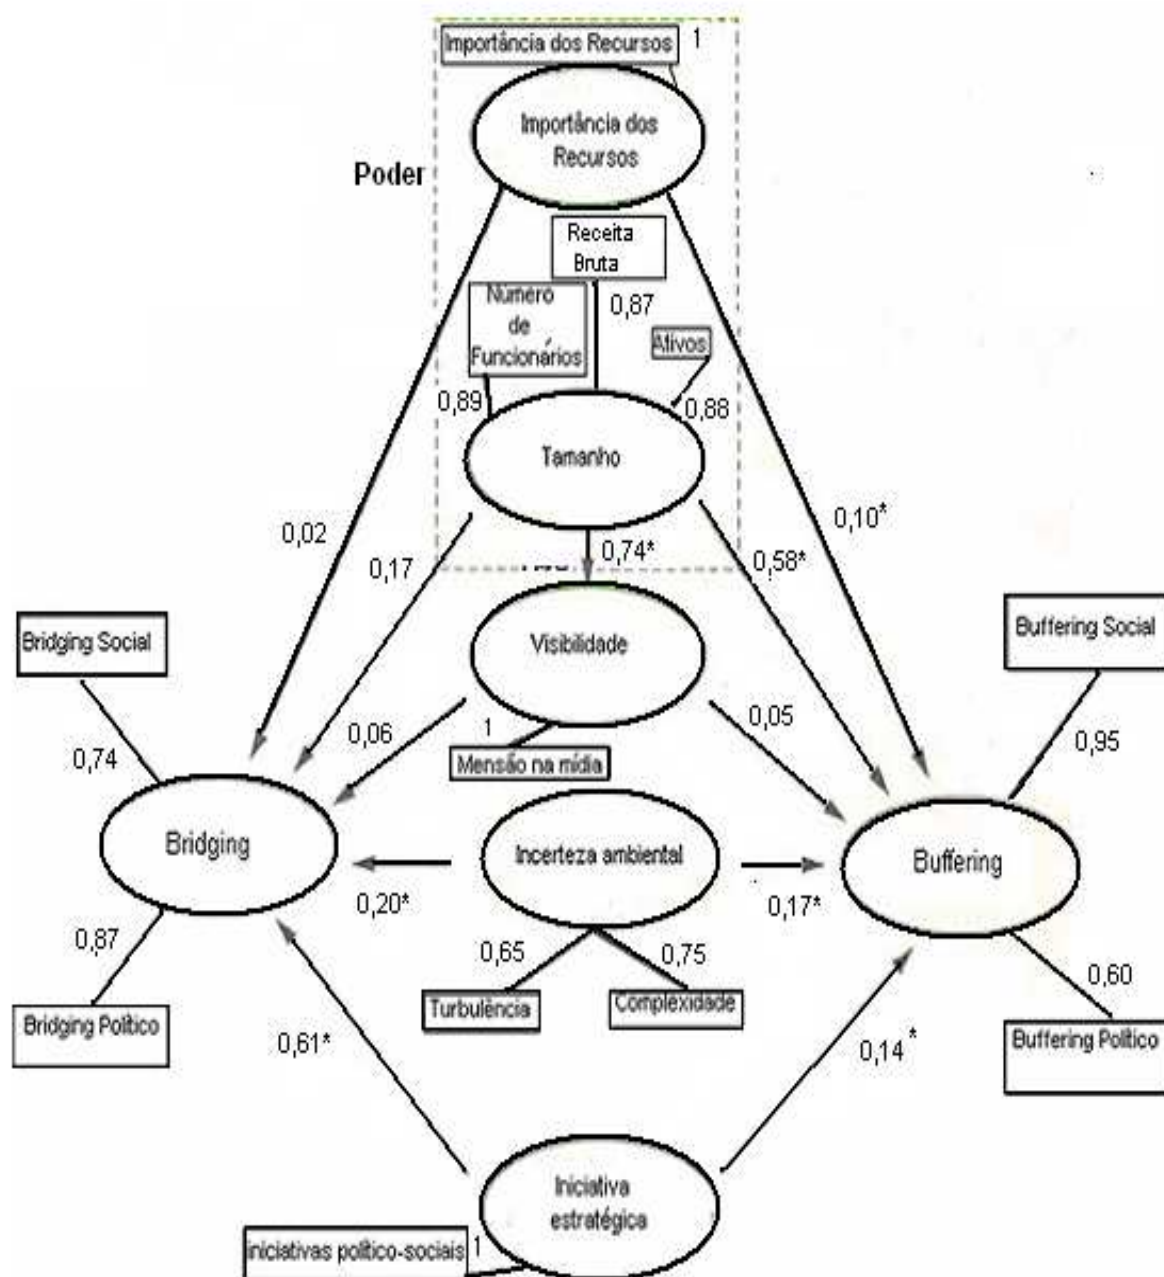 Importância dos Recursos
1
Importância dos
Recursos
Poder
Receita
Bruta
Número
de
Funcionários
0,87
Ativos
0,89
0,88
Tamanho
0,02
0,17
0,74*
0,58*
0,10*
Bridging Social
Visibilidade
Buffering Social
0,74
0,06
1
0,05
0,95
Mensão na mídia
Bridging
Incerteza ambiental
Buffering
0,20*
0,17*
0,87
0,65
0,75
0,60
Turbulência
Complexidade
Bridging Político
Buffering Político
0,61*
0,14*
Iniciativa
estratégica
iniciativas político-sociais
1